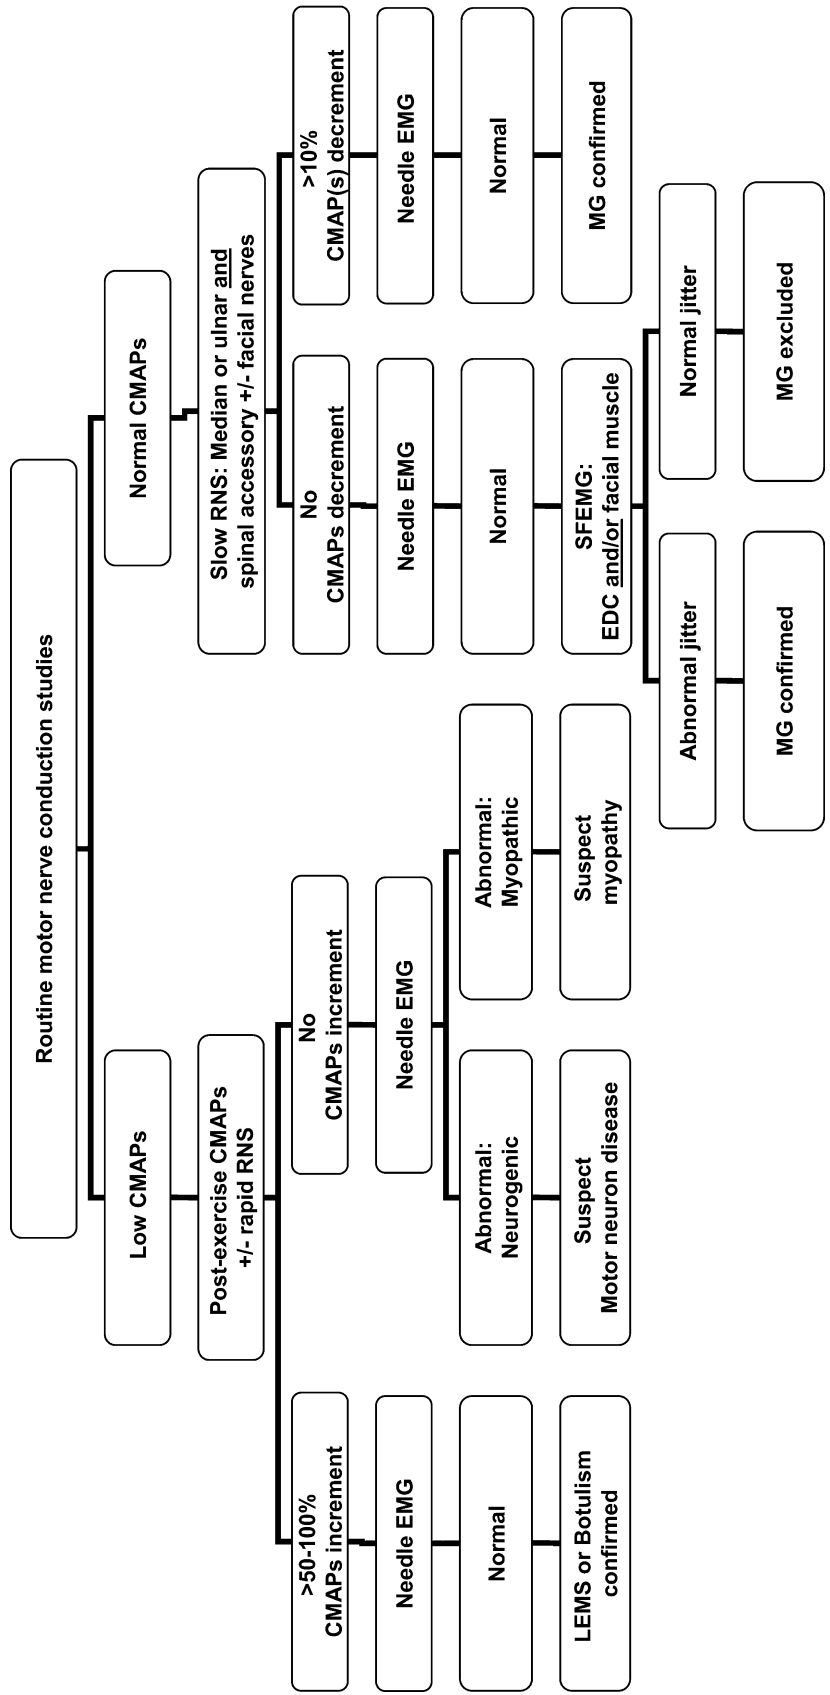 Routine motor nerve conduction studies
Low CMAPs
Normal CMAPs
Post-exercise CMAPs
+/- rapid RNS
Slow RNS: Median or ulnar and
spinal accessory +/- facial nerves
>50-100%
CMAPs increment
No
CMAPs increment
No
CMAPs decrement
>10%
CMAP(s) decrement
Needle EMG
Needle EMG
Needle EMG
Needle EMG
Normal
Abnormal:
Neurogenic
Abnormal:
Myopathic
Normal
Normal
LEMS or Botulism
confirmed
Suspect
Motor neuron disease
Suspect
myopathy
SFEMG:
EDC and/or facial muscle
MG confirmed
Abnormal jitter
Normal jitter
MG confirmed
MG excluded